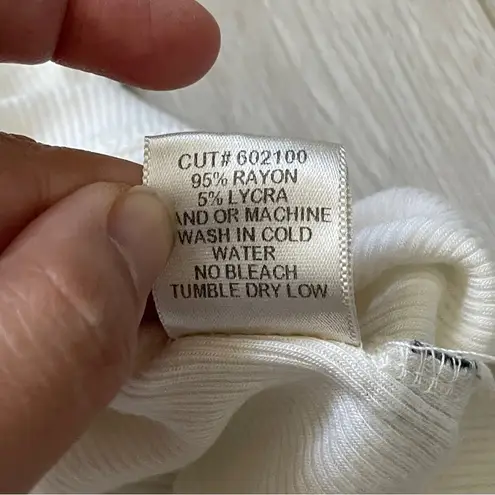 CUT# 602100
95% RAYON
5% LYCRA
AND OR MACHINE
WASH IN COLD
WATER
NO BLEACH
TUMBLE DRY LOW